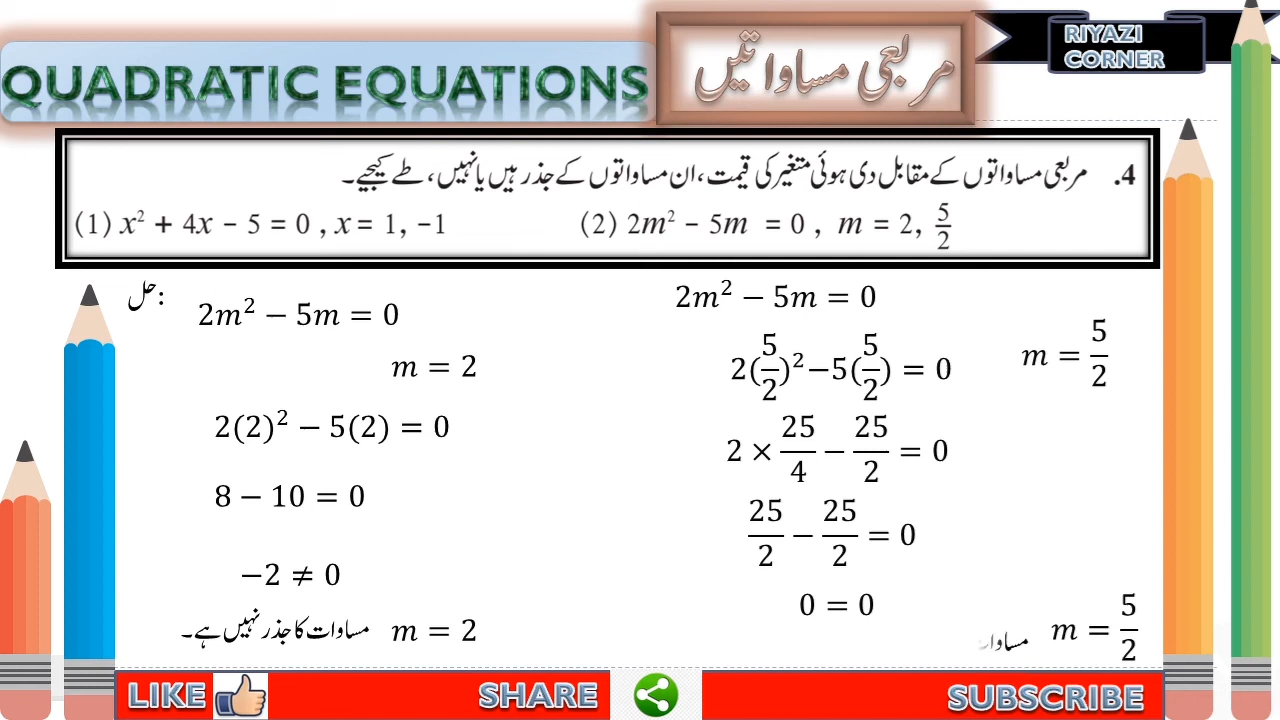 QUADRATIC EQUATIONS
مربعی مساواتیں
RIYAZI
CORNER
4. مربعی مساواتوں کے مقابل دی ہوئی متغیر کی قیمت، ان مساواتوں کے جذر ہیں یا نہیں، طے کیجیے۔
(1) x² + 4x − 5 = 0 , x = 1, −1
(2) 2m² − 5m = 0 , m = 2, 5/2
حل:
2m² − 5m = 0
m = 2
2(2)² − 5(2) = 0
8 − 10 = 0
−2 ≠ 0
m = 2 مساوات کا جذر نہیں ہے۔
2m² − 5m = 0
m = 5/2
2(5/2)²−5(5/2) = 0
2 × 25/4 − 25/2 = 0
25/2 − 25/2 = 0
0 = 0
m = 5/2
LIKE
SHARE
SUBSCRIBE